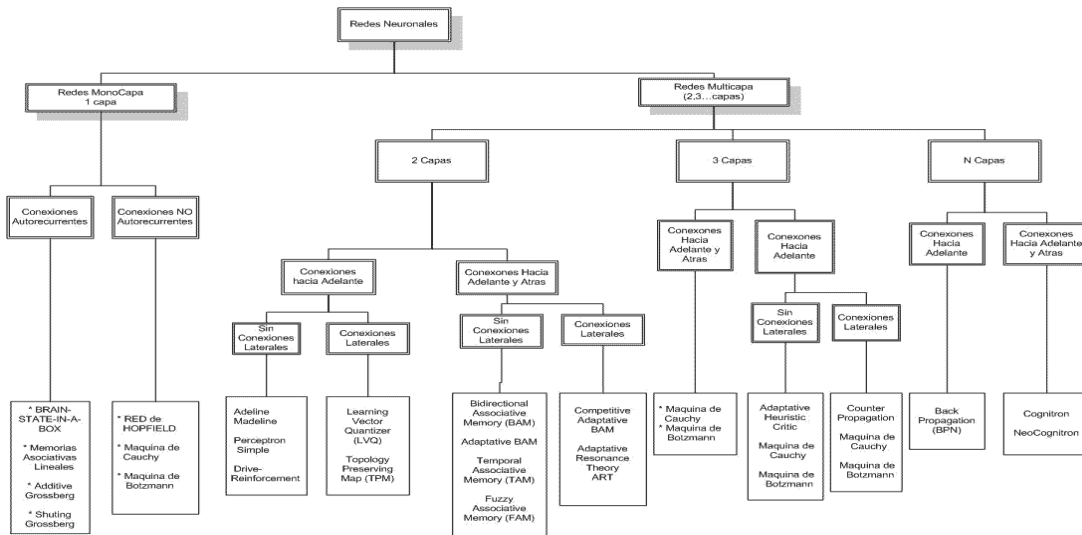 Redes Neuronales
Redes MonoCapa
1 capa
Redes Multicapa
(2,3...capas)
2 Capas
3 Capas
N Capas
Conexiones
Autorecurrentes
Conexiones NO
Autorecurrentes
Conexiones
hacia Adelante
Conexones Hacia
Adelante y Atras
Conexones
Hacia
Adelante y
Atras
Conexones
Hacia
Adelante
Conexiones
Hacia
Adelante
Conexiones
Hacia Adelante
y Atras
Sin
Conexiones
Laterales
Conexiones
Laterales
Sin
Conexiones
Laterales
Conexiones
Laterales
Sin
Conexiones
Laterales
Conexiones
Laterales
* BRAIN-
STATE-IN-A-
BOX
* Memorias
Asociativas
Lineales
* Additive
Grossberg
* Shuting
Grossberg
* RED de
HOPFIELD
* Maquina de
Cauchy
* Maquina de
Botzmann
Adeline
Madeline
Perceptron
Simple
Drive-
Reinforcement
Learning
Vector
Quantizer
(LVQ)
Topology
Preserving
Map (TPM)
Bidirectional
Associative
Memory (BAM)
Adaptative BAM
Temporal
Associative
Memory (TAM)
Fuzzy
Associative
Memory (FAM)
Competitive
Adaptative
BAM
Adaptative
Resonance
Theory
ART
* Maquina de
Cauchy
* Maquina de
Botzmann
Adaptative
Heuristic
Critic
Maquina de
Cauchy
Maquina de
Botzmann
Counter
Propagation
Maquina de
Cauchy
Maquina de
Botzmann
Back
Propagation
(BPN)
Cognitron
NeoCognitron